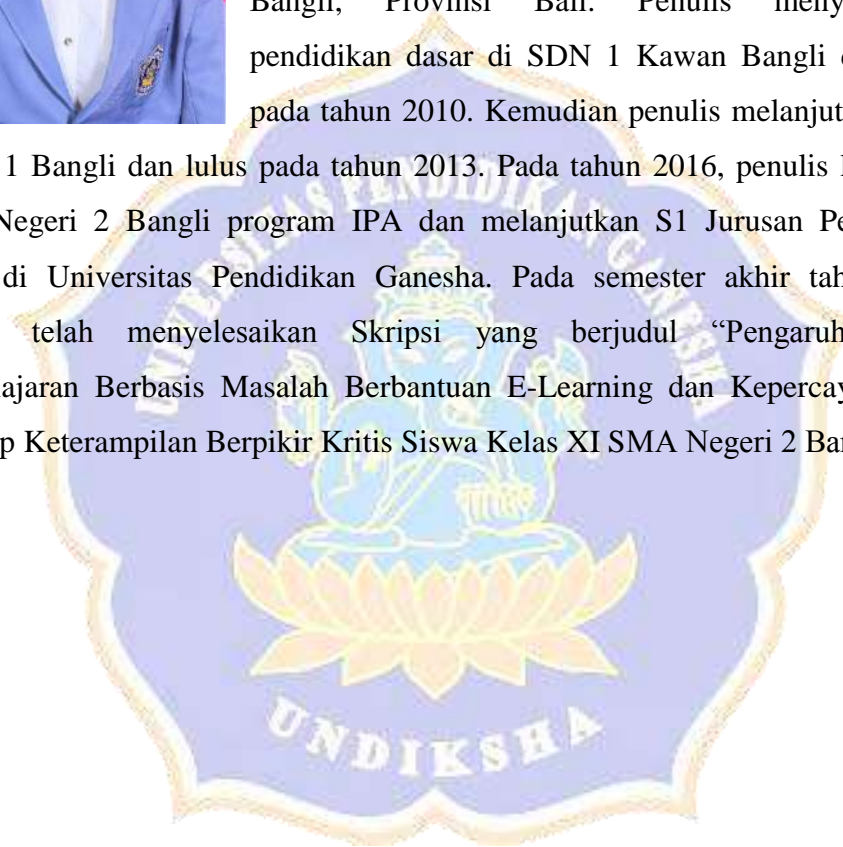 Bangli, Provinsi Bali. Penulis
pendidikan dasar di SDN 1 Kawan Bangli
pada tahun 2010. Kemudian penulis
1 Bangli dan lulus pada tahun 2013. Pada tahun 2016, penulis
Negeri 2 Bangli program IPA dan melanjutkan S1 Jurusan
di Universitas Pendidikan Ganesha. Pada semester akhir
telah menyelesaikan Skripsi yang berjudul “Pengaruh
Berbasis Masalah Berbantuan E-Learning dan
Keterampilan Berpikir Kritis Siswa Kelas XI SMA Negeri 2
UNIVERSITAS PENDIDIKAN GANESHA
UNDIKSHA